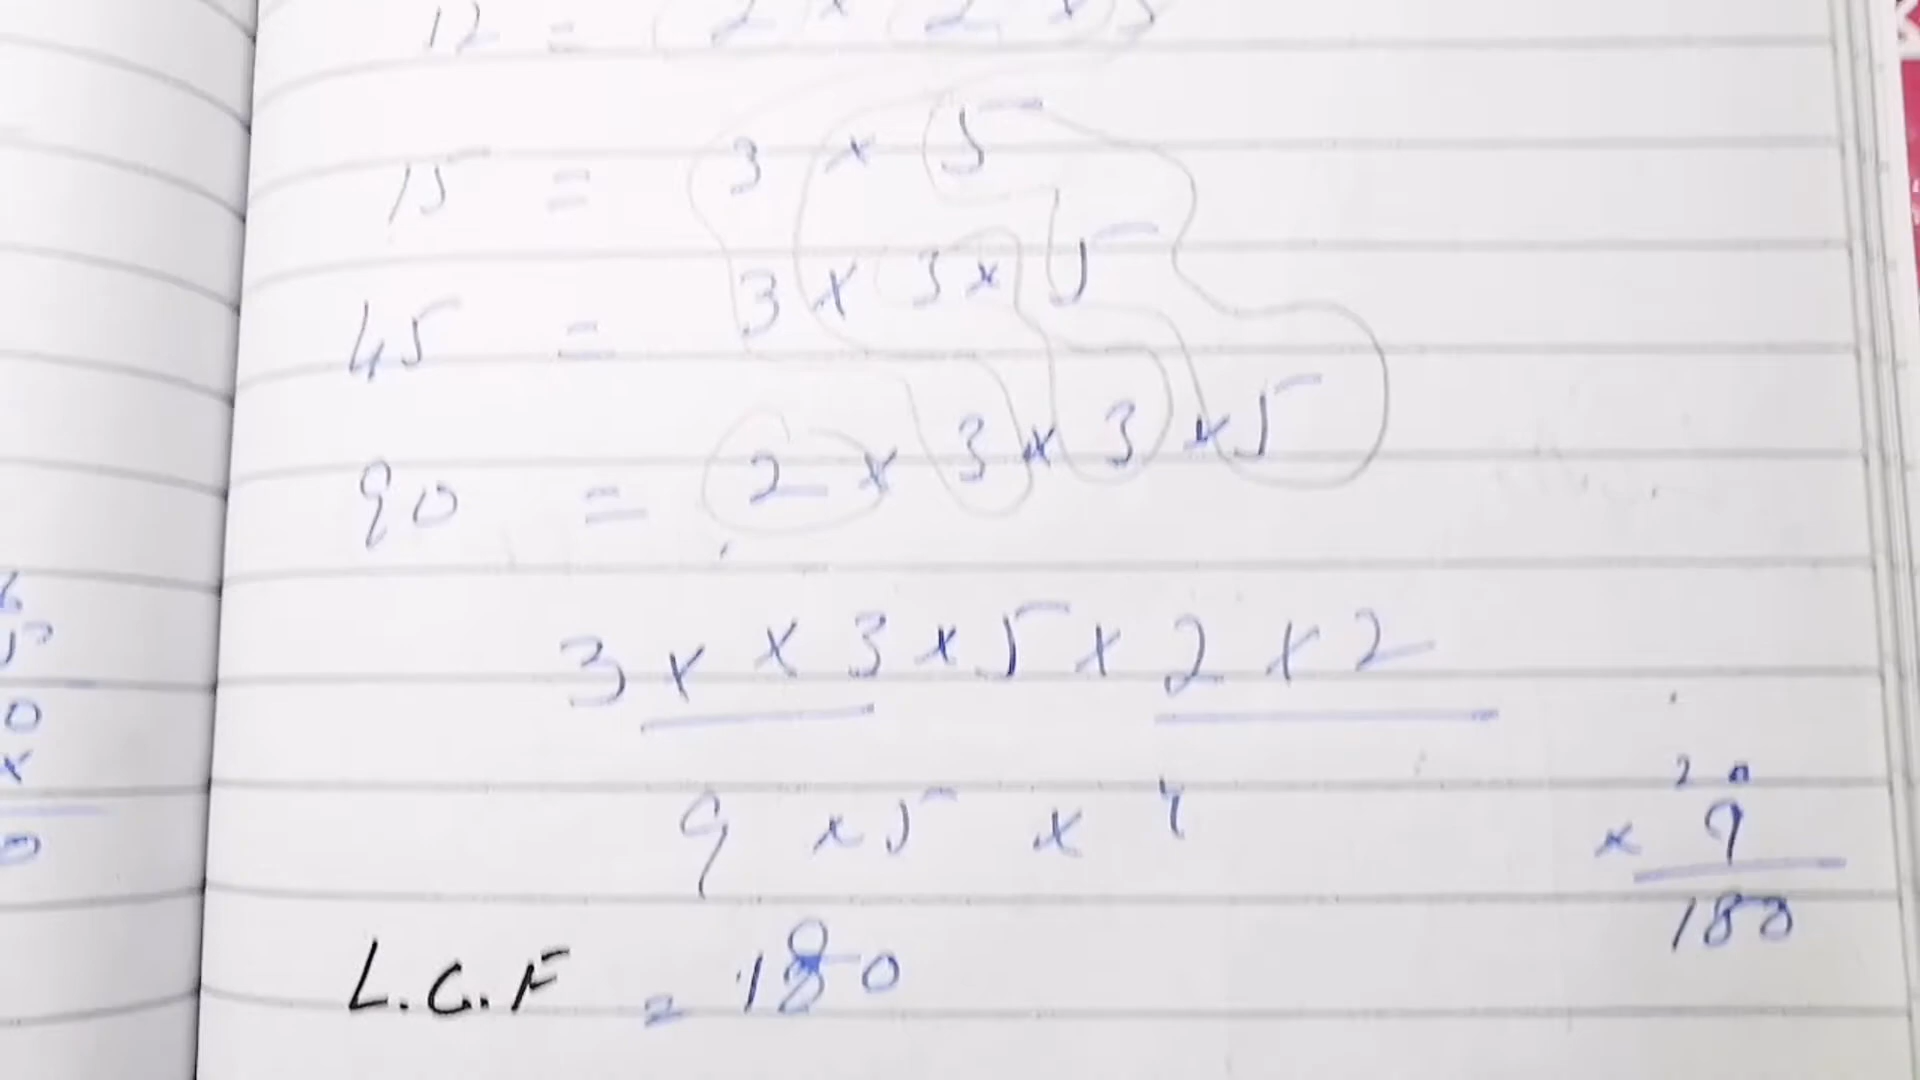 12 = 2 × 2 × 3
15 = 3 × 5
45 = 3 × 3 × 5
90 = 2 × 3 × 3 × 5
3 × × 3 × 5 × 2 × 2
9 × 5 × 4
20
× 9
180
L.C.F = 180